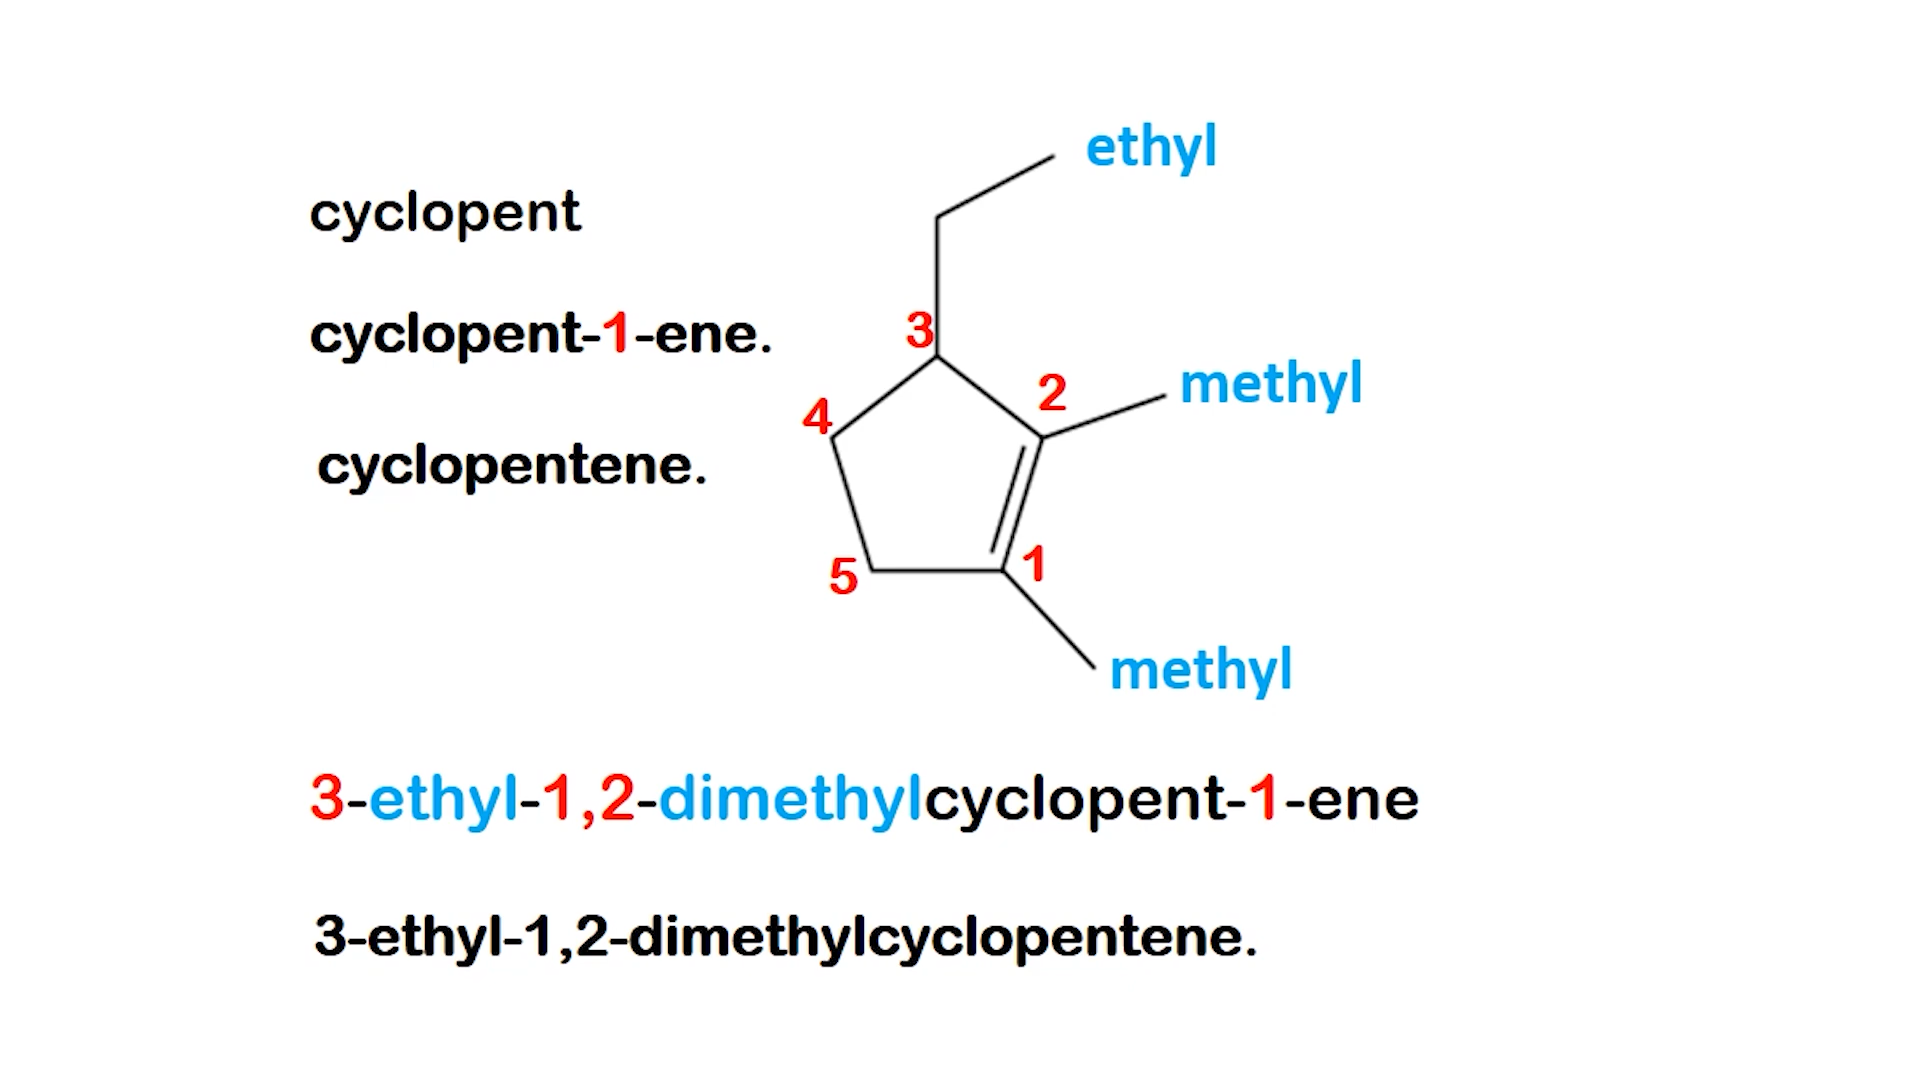 ethyl
cyclopent
3
cyclopent-1-ene.
2
methyl
4
cyclopentene.
1
5
methyl
3-ethyl-1,2-dimethylcyclopent-1-ene
3-ethyl-1,2-dimethylcyclopentene.